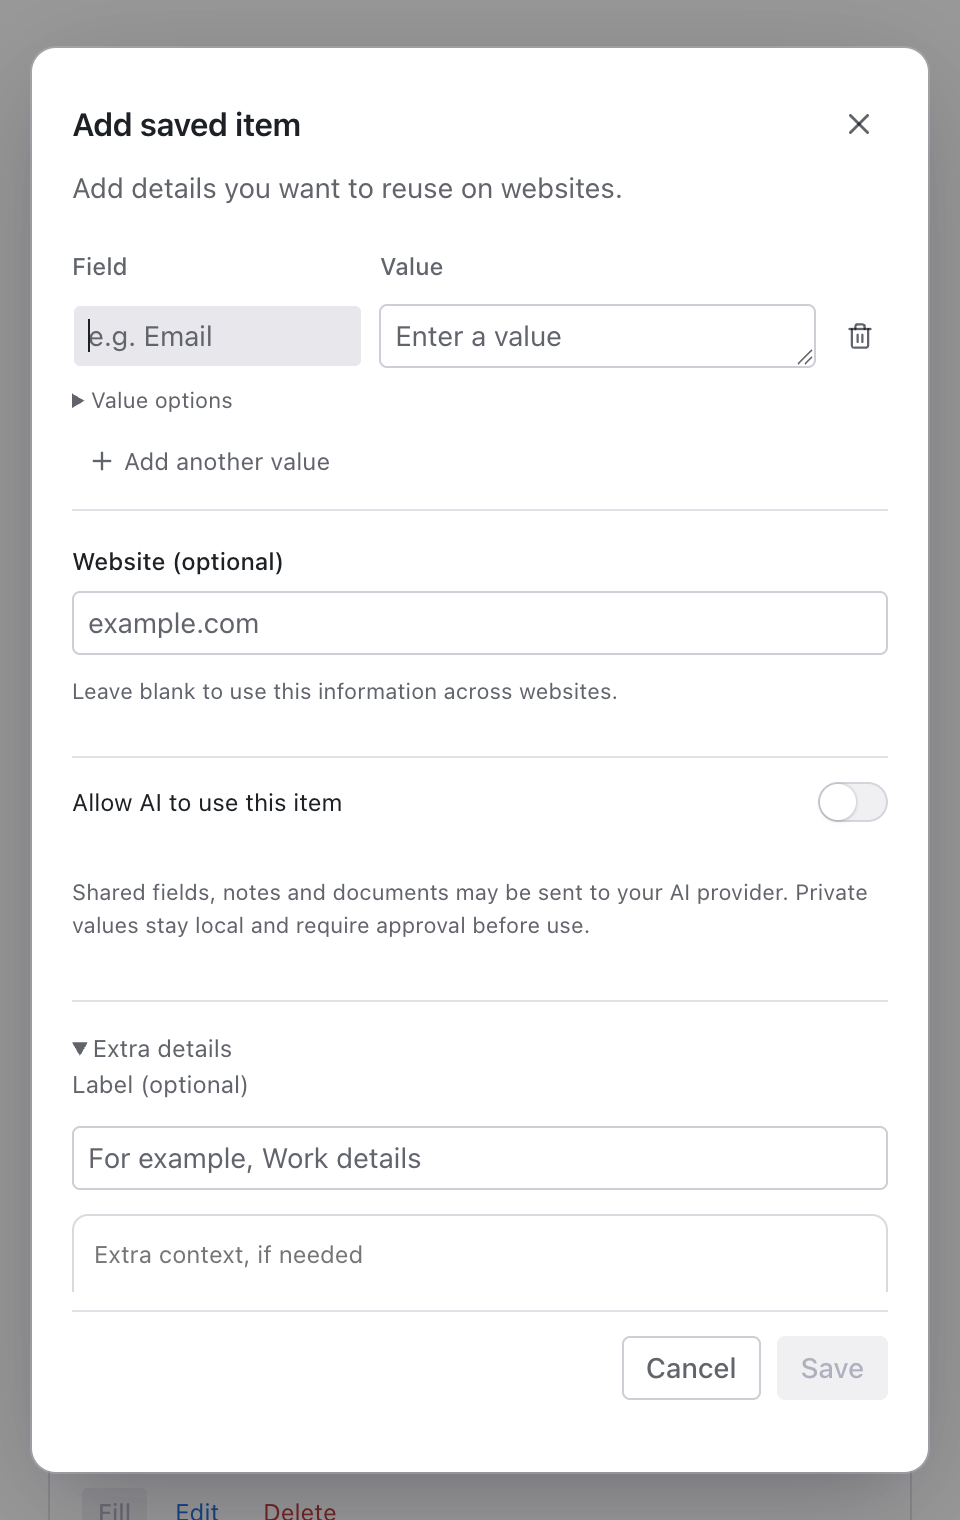 Add saved item
Add details you want to reuse on websites.
Field Value
e.g. Email Enter a value
Value options
Add another value
Website (optional)
example.com
Leave blank to use this information across websites.
Allow AI to use this item
Shared fields, notes and documents may be sent to your AI provider. Private
values stay local and require approval before use.
Extra details
Label (optional)
For example, Work details
Extra context, if needed
Cancel Save
Fill Edit Delete